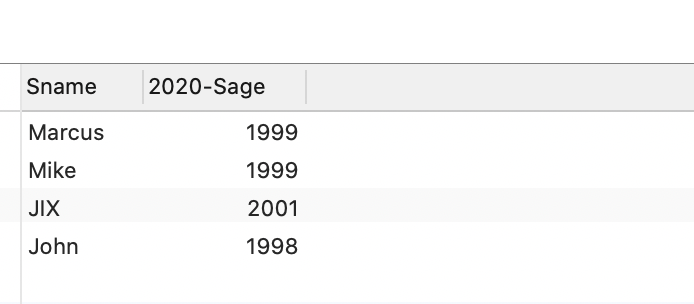 Sname 2020-Sage
Marcus 1999
Mike 1999
JIX 2001
John 1998